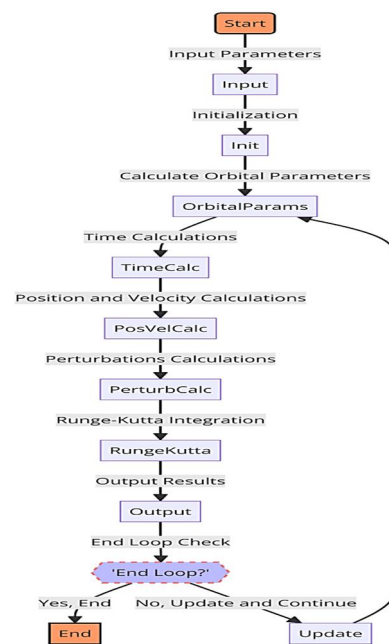 Start
Input Parameters
Input
Initialization
Init
Calculate Orbital Parameters
OrbitalParams
Time Calculations
TimeCalc
Position and Velocity Calculations
PosVelCalc
Perturbations Calculations
PerturbCalc
Runge-Kutta Integration
RungeKutta
Output Results
Output
End Loop Check
'End Loop?'
Yes, End
No, Update and Continue
End
Update